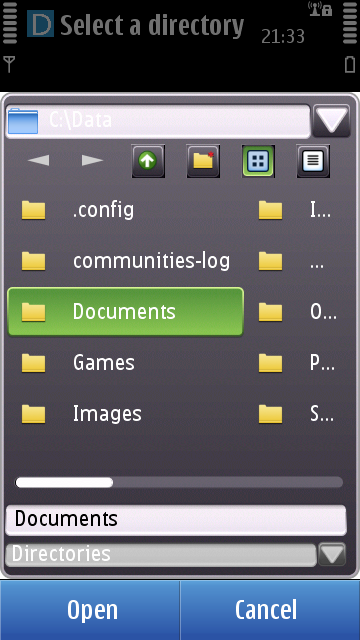 D Select a directory
21:33
C:\Data
.config
I...
communities-log
...
Documents
O...
Games
P...
Images
S...
Documents
Directories
Open
Cancel